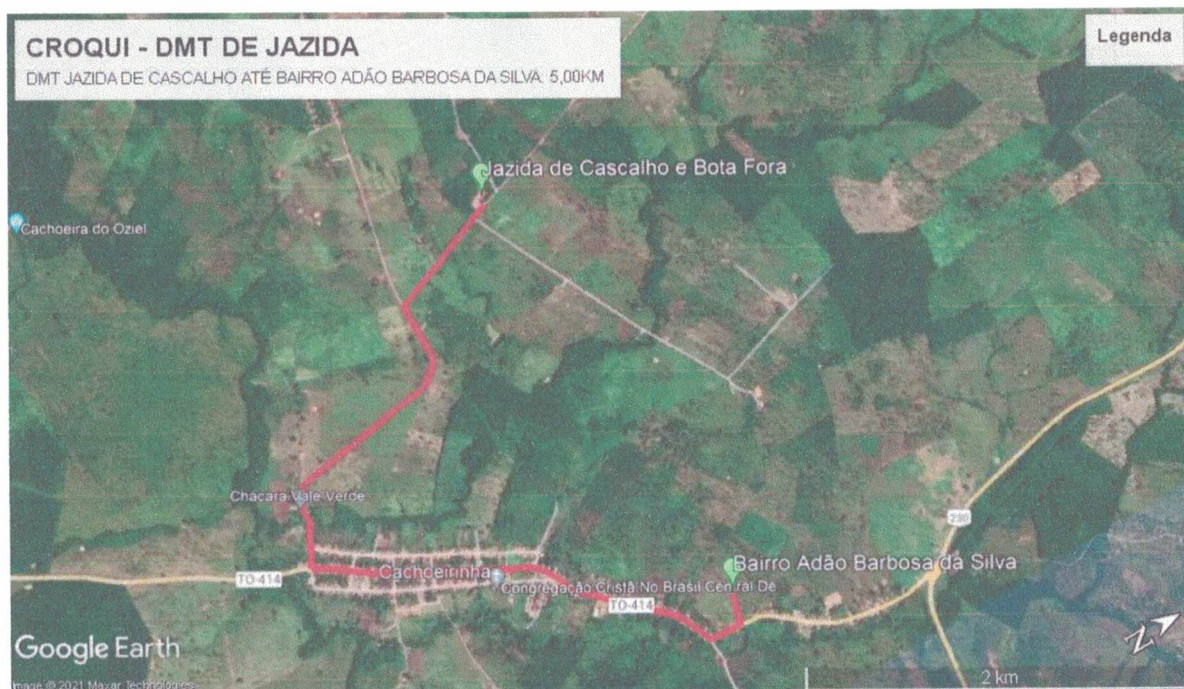 CROQUI - DMT DE JAZIDA
DMT JAZIDA DE CASCALHO ATÉ BAIRRO ADÃO BARBOSA DA SILVA: 5,00KM
Legenda
Jazida de Cascalho e Bota Fora
Cachoeira do Oziel
Chácara Vale Verde
230
Bairro Adão Barbosa da Silva
TO-414
Cachoeirinha
Congregação Cristã No Brasil Central De
TO-414
Google Earth
Image © 2021 Maxar Technologies
N
2 km